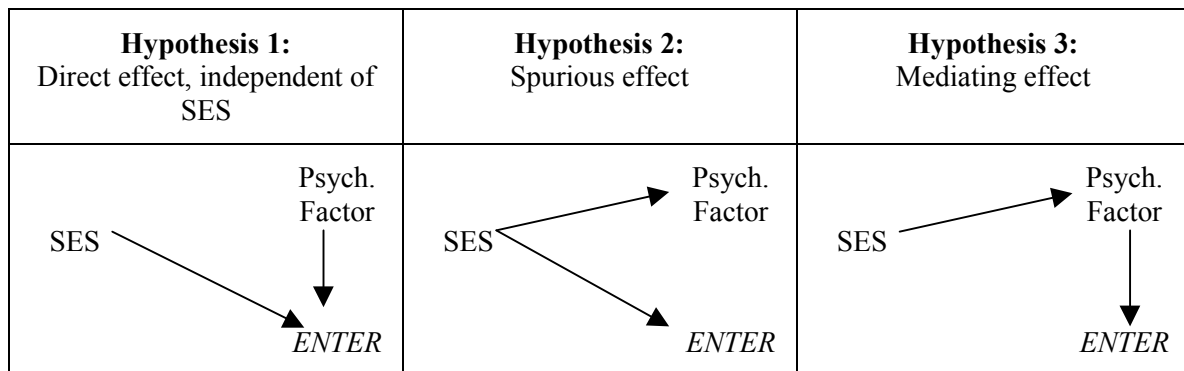 Hypothesis 1:
Direct effect, independent of
SES
Hypothesis 2:
Spurious effect
Hypothesis 3:
Mediating effect
Psych.
Factor
SES
ENTER
Psych.
Factor
SES
ENTER
Psych.
Factor
SES
ENTER